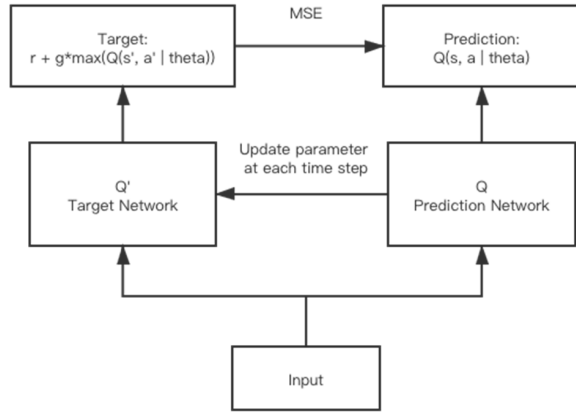 MSE
Target:
r + g*max(Q(s', a' | theta))
Prediction:
Q(s, a | theta)
Update parameter
at each time step
Q'
Target Network
Q
Prediction Network
Input